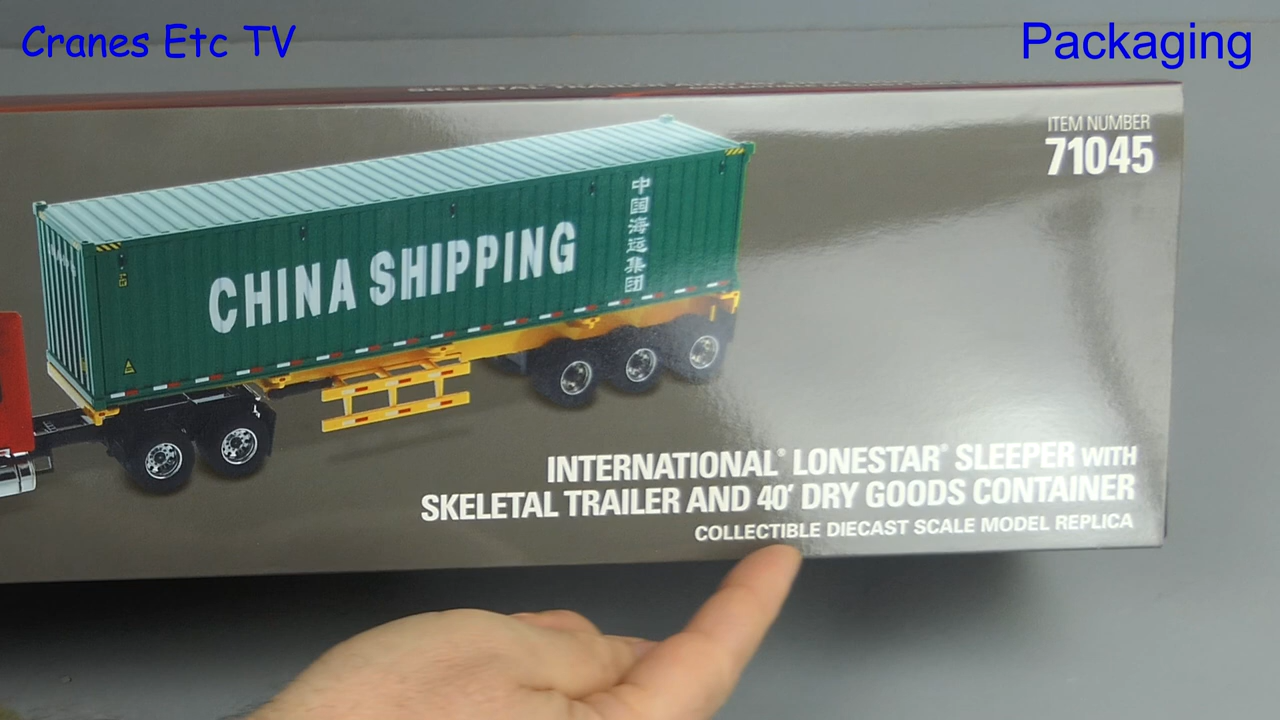 Cranes Etc TV
Packaging
ITEM NUMBER
71045
CHINA SHIPPING
中国海运集团
INTERNATIONAL® LONESTAR® SLEEPER WITH
SKELETAL TRAILER AND 40' DRY GOODS CONTAINER
COLLECTIBLE DIECAST SCALE MODEL REPLICA